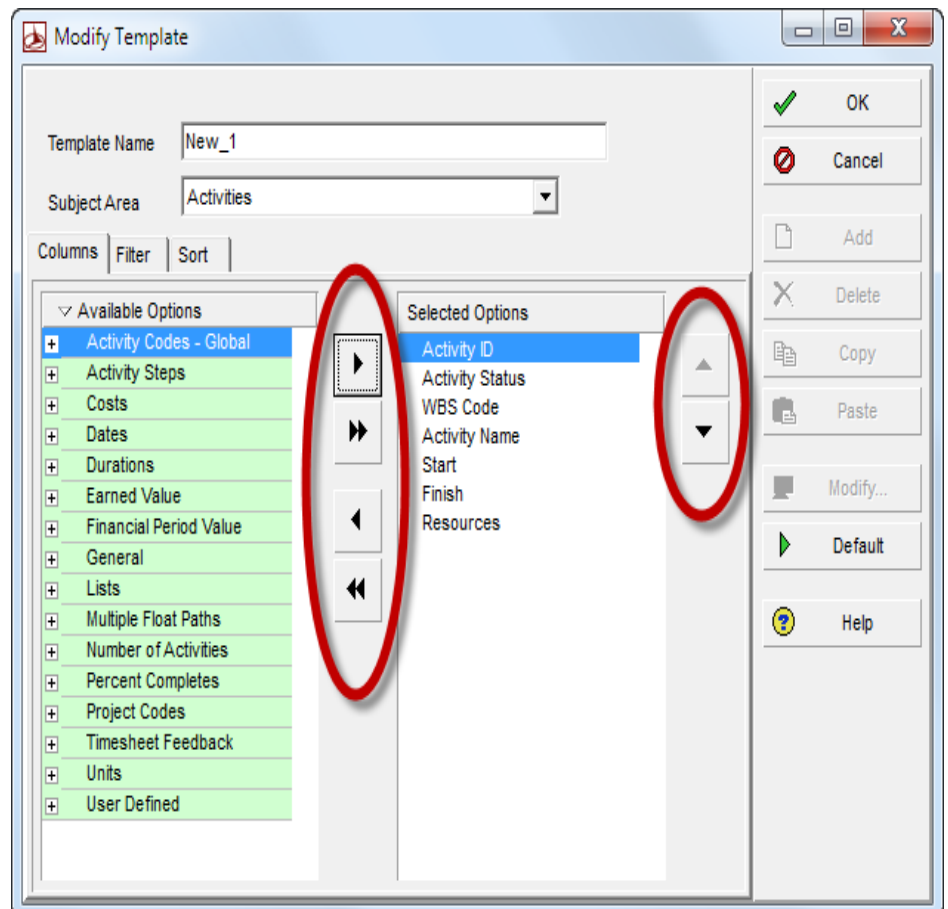 Modify Template
Template Name New_1
Subject Area Activities
Columns Filter Sort
Available Options
Activity Codes - Global
Activity Steps
Costs
Dates
Durations
Earned Value
Financial Period Value
General
Lists
Multiple Float Paths
Number of Activities
Percent Completes
Project Codes
Timesheet Feedback
Units
User Defined
Selected Options
Activity ID
Activity Status
WBS Code
Activity Name
Start
Finish
Resources
OK
Cancel
Add
Delete
Copy
Paste
Modify...
Default
Help